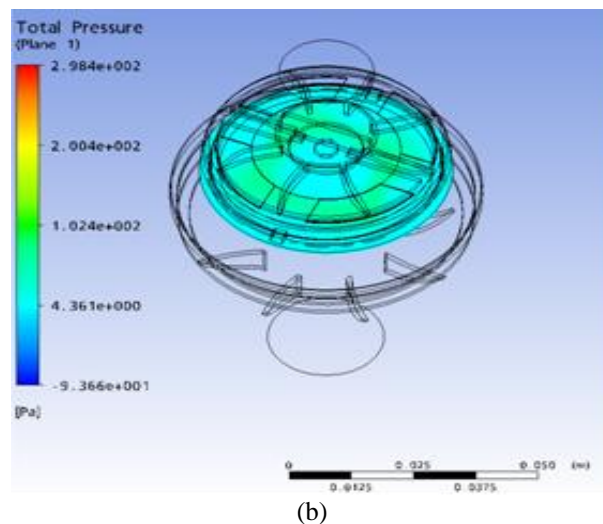 Total Pressure
(Plane 1)
2.984e+002
2.004e+002
1.024e+002
4.361e+000
-9.366e+001
[Pa]
0 0.025 0.050 (m)
0.0125 0.0375
(b)